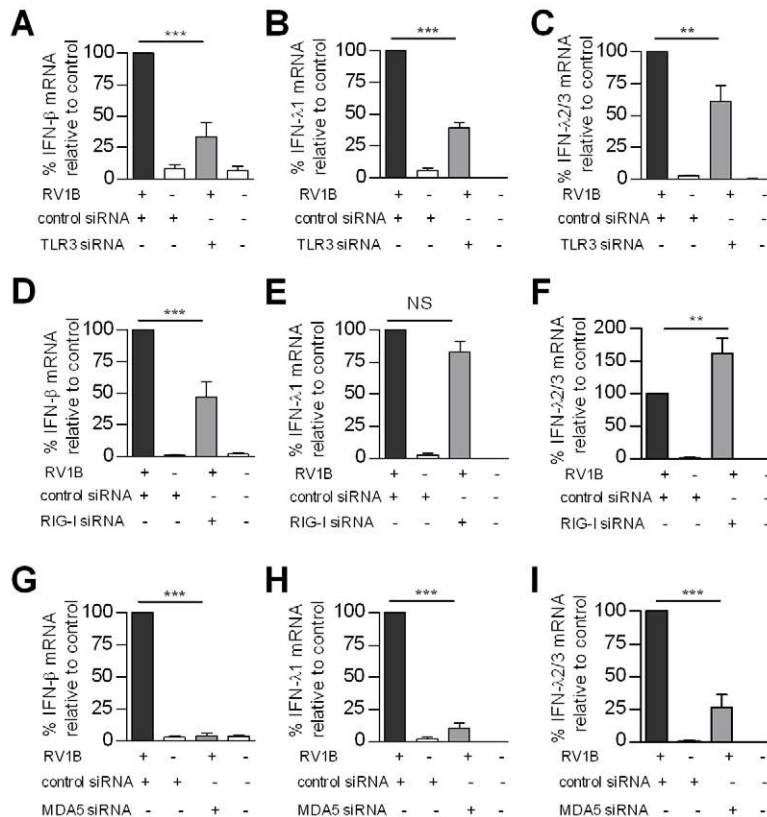 A
% IFN-β mRNA
relative to control
100
75
50
25
0
***
RV1B + - + -
control siRNA + + - -
TLR3 siRNA - - + -
B
% IFN-λ1 mRNA
relative to control
100
75
50
25
0
***
RV1B + - + -
control siRNA + + - -
TLR3 siRNA - - + -
C
% IFN-λ2/3 mRNA
relative to control
100
75
50
25
0
**
RV1B + - + -
control siRNA + + - -
TLR3 siRNA - - + -
D
% IFN-β mRNA
relative to control
100
75
50
25
0
***
RV1B + - + -
control siRNA + + - -
RIG-I siRNA - - + -
E
% IFN-λ1 mRNA
relative to control
100
75
50
25
0
NS
RV1B + - + -
control siRNA + + - -
RIG-I siRNA - - + -
F
% IFN-λ2/3 mRNA
relative to control
200
150
100
50
0
**
RV1B + - + -
control siRNA + + - -
RIG-I siRNA - - + -
G
% IFN-β mRNA
relative to control
100
75
50
25
0
***
RV1B + - + -
control siRNA + + - -
MDA5 siRNA - - + -
H
% IFN-λ1 mRNA
relative to control
100
75
50
25
0
***
RV1B + - + -
control siRNA + + - -
MDA5 siRNA - - + -
I
% IFN-λ2/3 mRNA
relative to control
100
75
50
25
0
***
RV1B + - + -
control siRNA + + - -
MDA5 siRNA - - + -